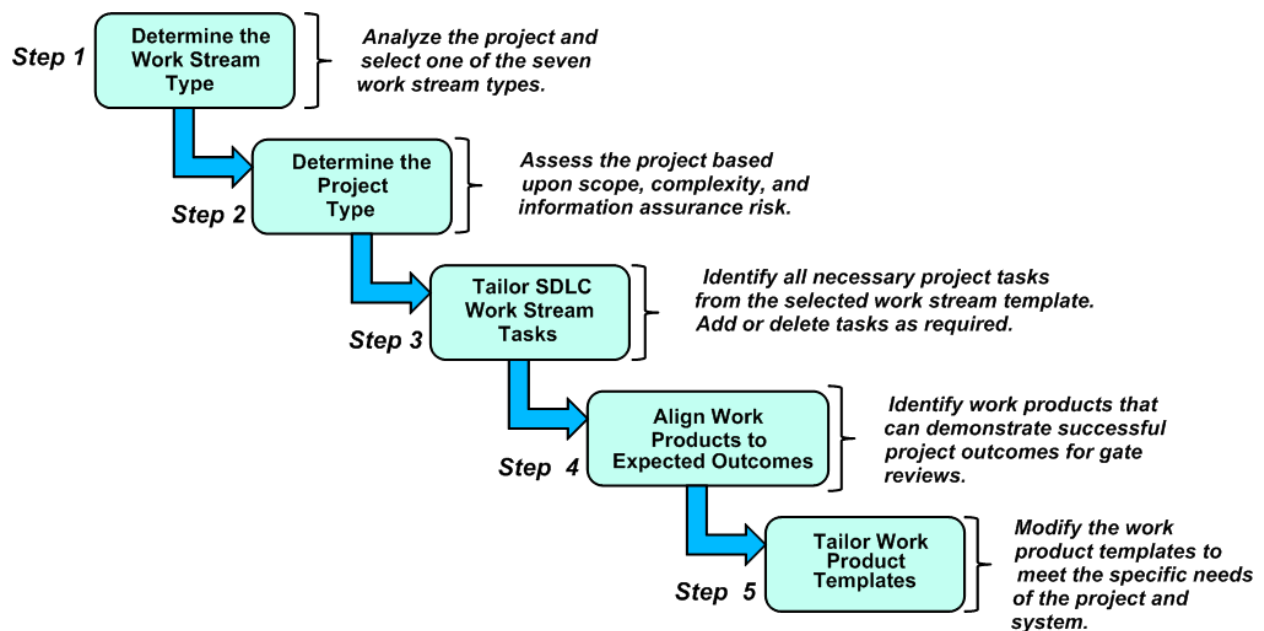 Step 1
Determine the
Work Stream
Type
Analyze the project and
select one of the seven
work stream types.
Step 2
Determine the
Project
Type
Assess the project based
upon scope, complexity, and
information assurance risk.
Step 3
Tailor SDLC
Work Stream
Tasks
Identify all necessary project tasks
from the selected work stream template.
Add or delete tasks as required.
Step 4
Align Work
Products to
Expected Outcomes
Identify work products that
can demonstrate successful
project outcomes for gate
reviews.
Step 5
Tailor Work
Product
Templates
Modify the work
product templates to
meet the specific needs
of the project and
system.